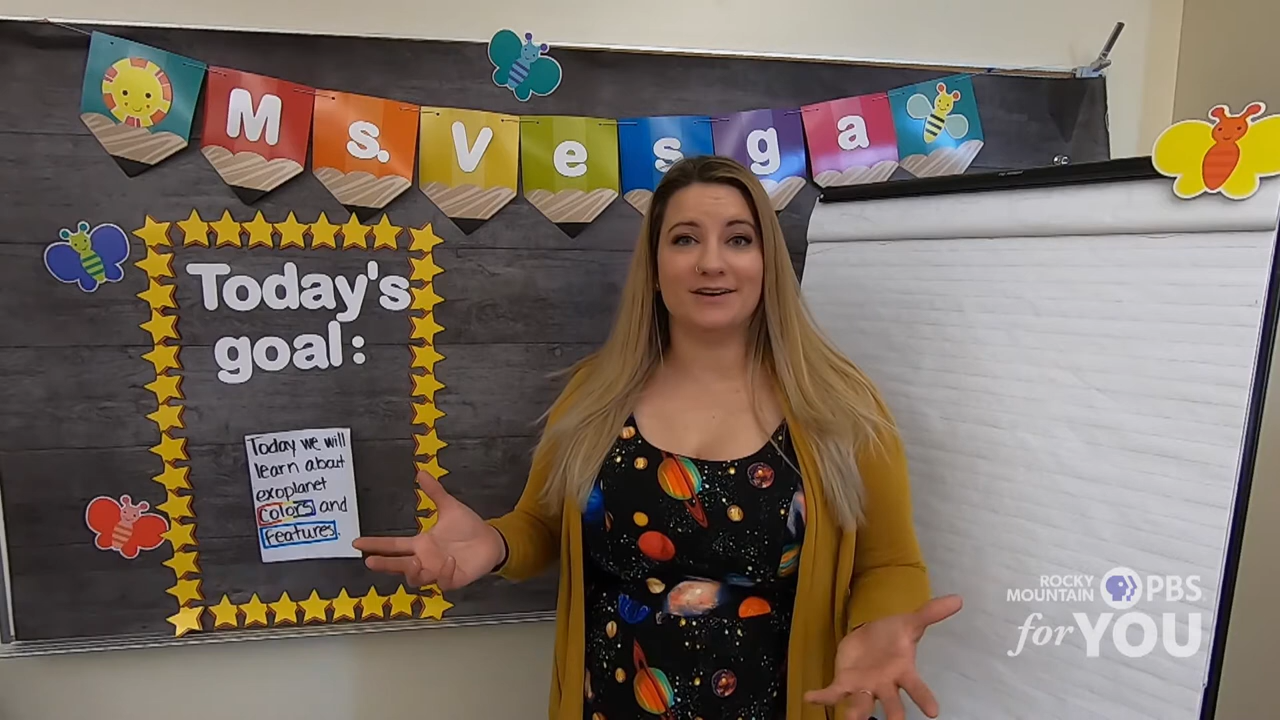 Ms. Vesga
Today's
goal:
Today we will
learn about
exoplanet
colors and
features.
ROCKY
MOUNTAIN PBS
for YOU